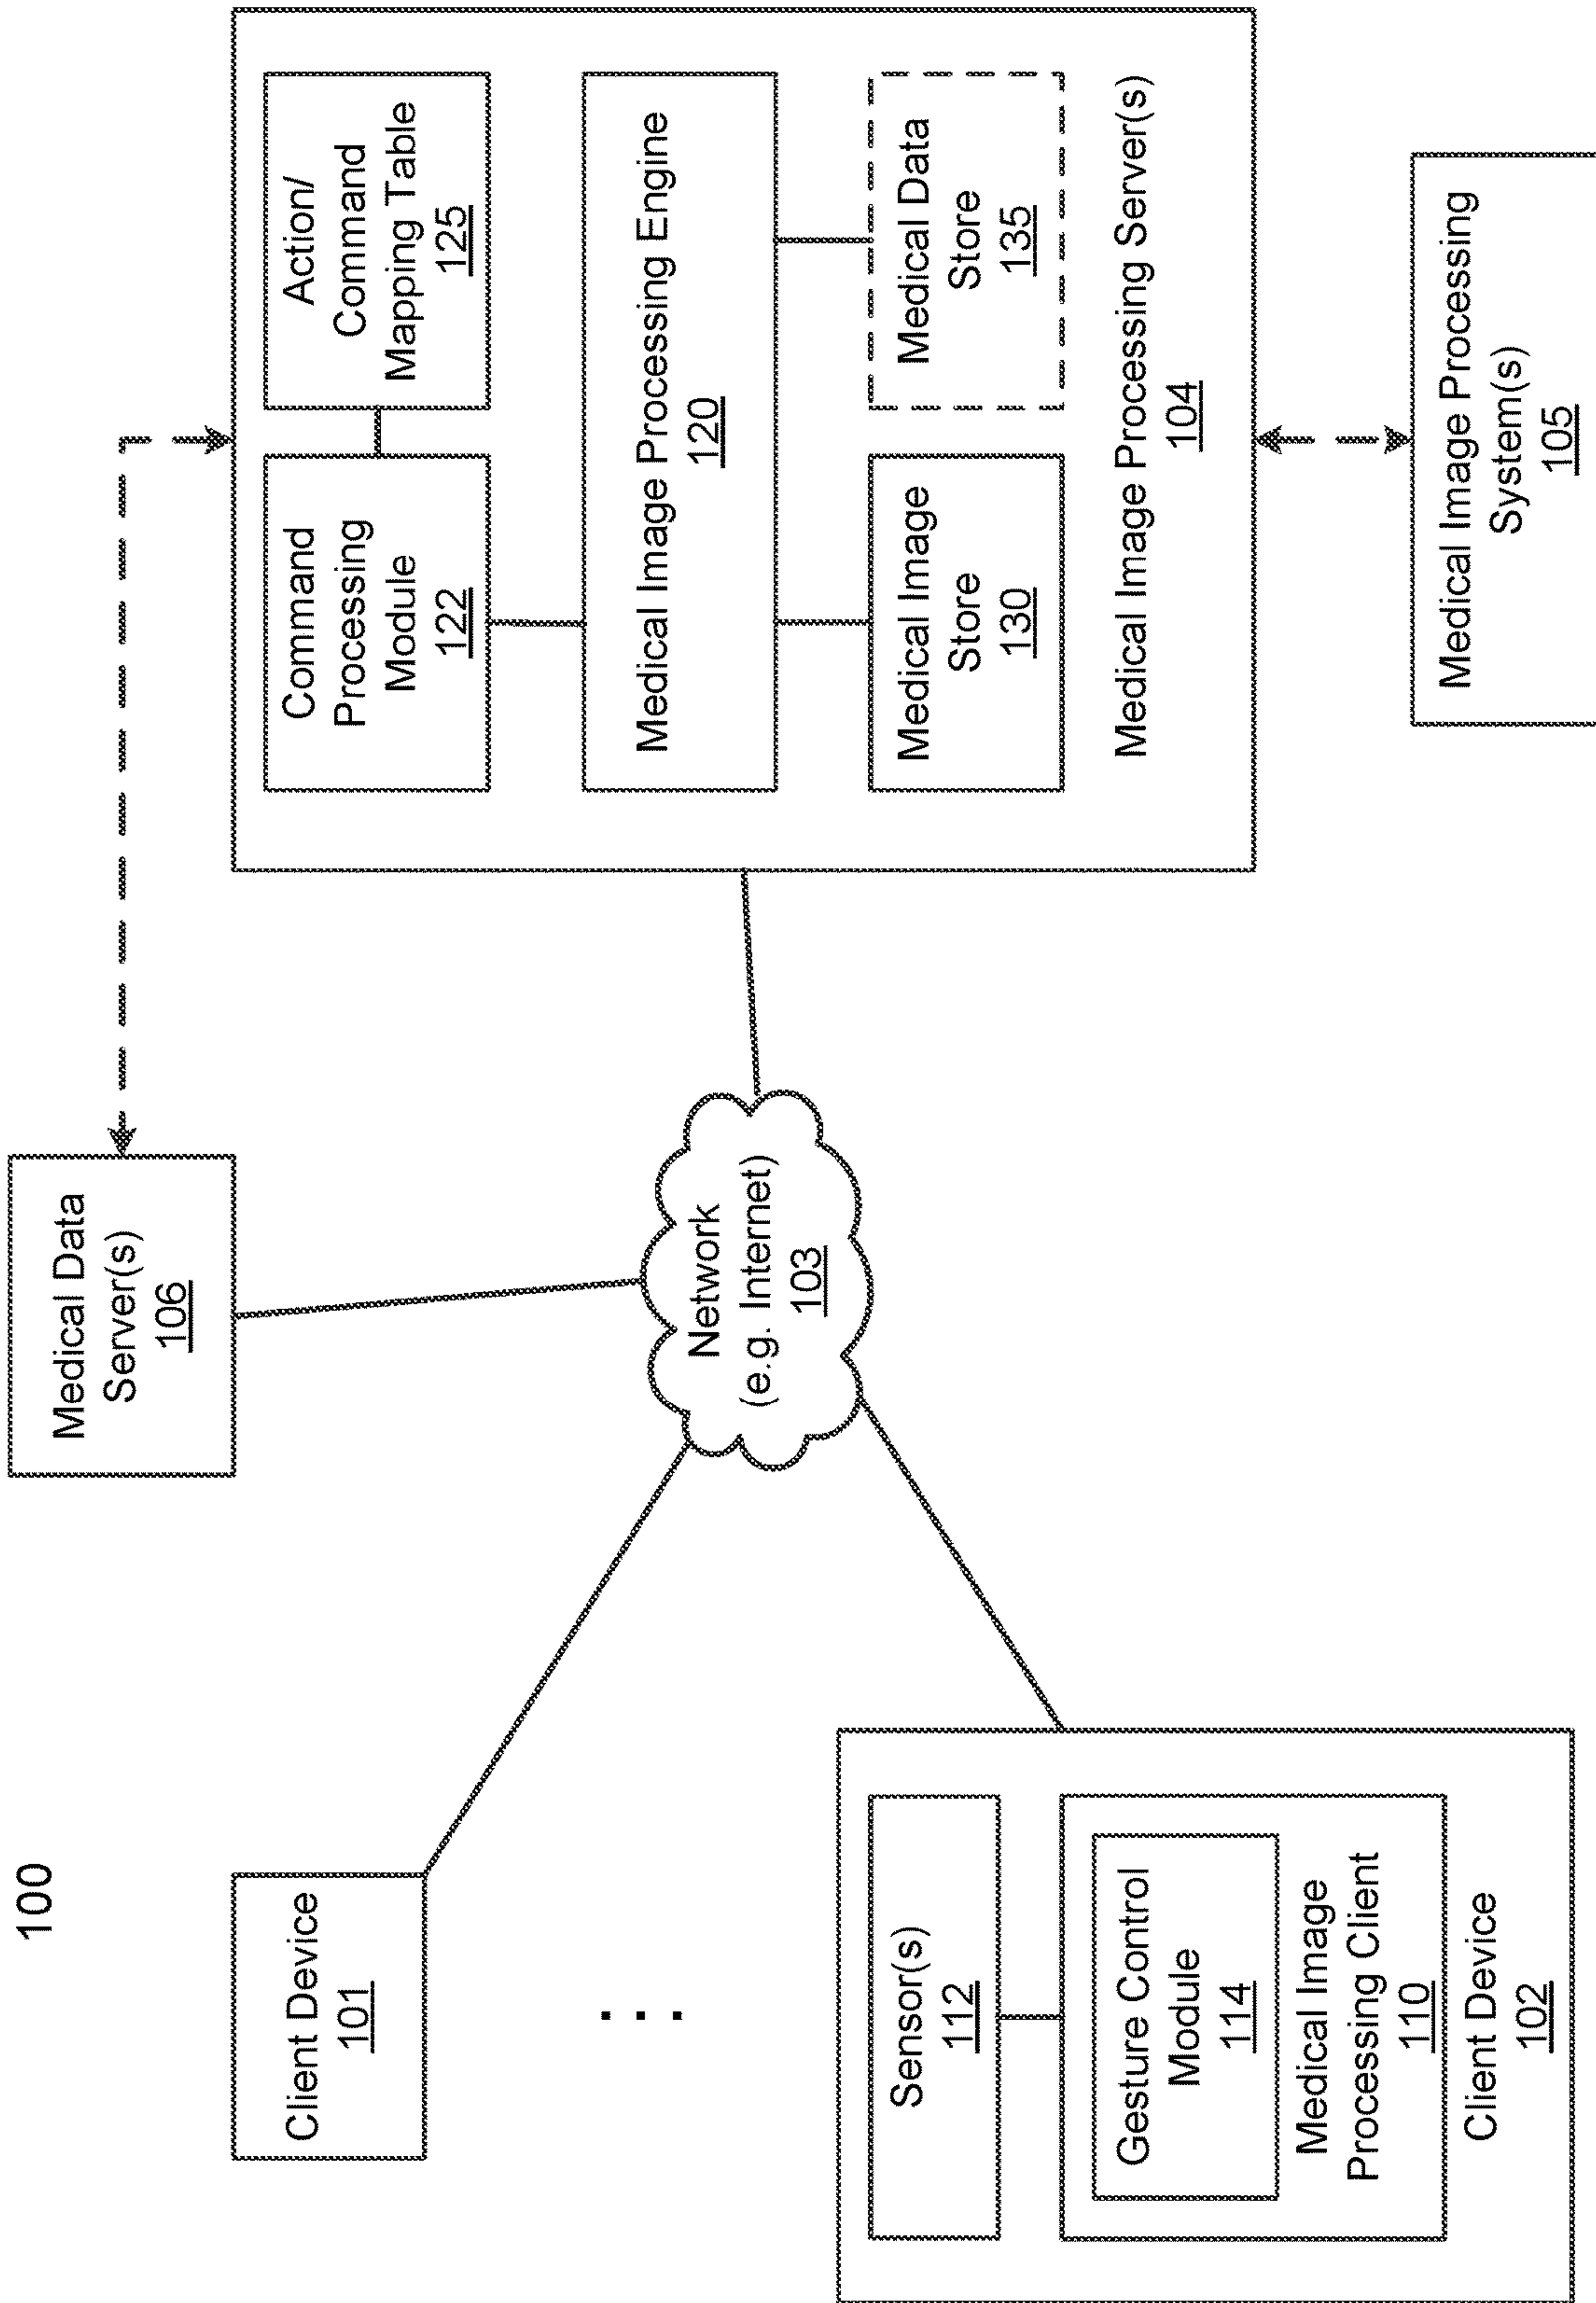 100
Client Device
101
. . .
Sensor(s)
112
Gesture Control
Module
114
Medical Image
Processing Client
110
Client Device
102
Medical Data
Server(s)
106
Network
(e.g. Internet)
103
Command
Processing
Module
122
Action/
Command
Mapping Table
125
Medical Image Processing Engine
120
Medical Image
Store
130
Medical Data
Store
135
Medical Image Processing Server(s)
104
Medical Image Processing
System(s)
105